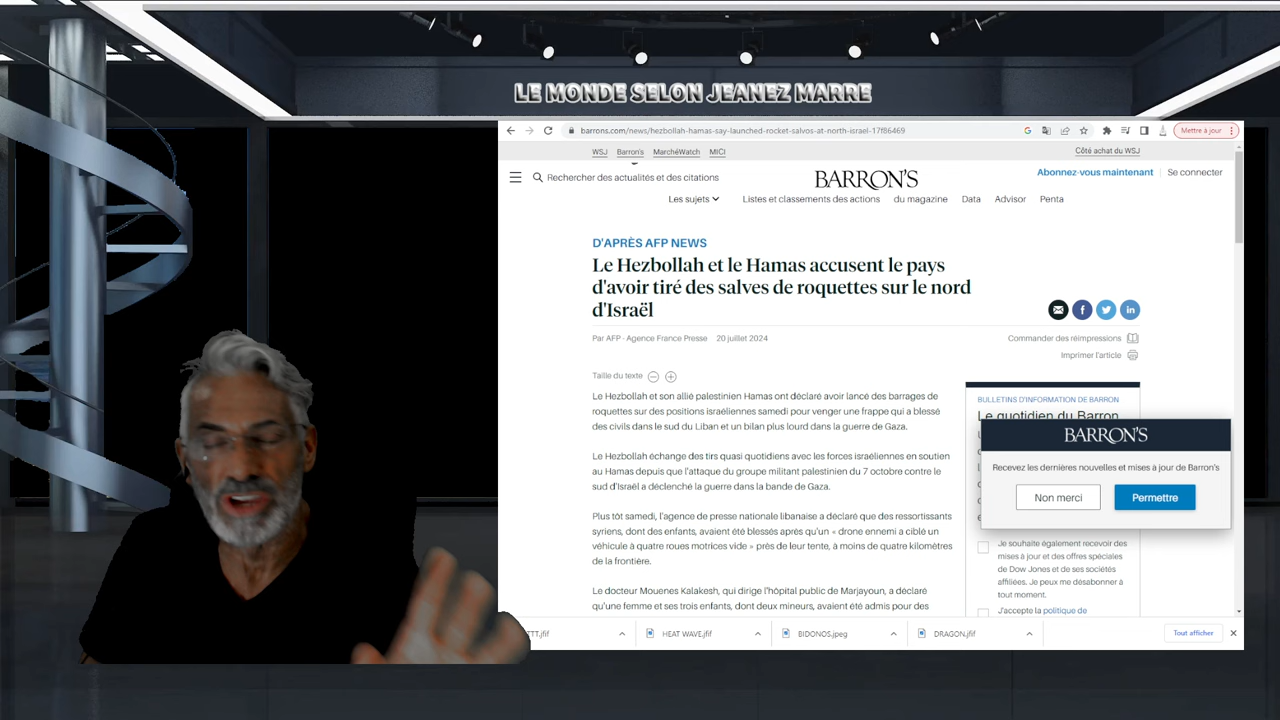 LE MONDE SELON JEANEZ MARRE
barrons.com/news/hezbollah-hamas-say-launched-rocket-salvos-at-north-israel-17f86469
Mettre à jour
WSJ Barron's MarchéWatch MICI
Côté achat du WSJ
Rechercher des actualités et des citations
BARRON'S
Abonnez-vous maintenant
Se connecter
Les sujets
Listes et classements des actions
du magazine
Data
Advisor
Penta
D'APRÈS AFP NEWS
Le Hezbollah et le Hamas accusent le pays
d'avoir tiré des salves de roquettes sur le nord
d'Israël
Par AFP - Agence France Presse 20 juillet 2024
Commander des réimpressions
Imprimer l'article
Taille du texte
Le Hezbollah et son allié palestinien Hamas ont déclaré avoir lancé des barrages de
roquettes sur des positions israéliennes samedi pour venger une frappe qui a blessé
des civils dans le sud du Liban et un bilan plus lourd dans la guerre de Gaza.
Le Hezbollah échange des tirs quasi quotidiens avec les forces israéliennes en soutien
au Hamas depuis que l'attaque du groupe militant palestinien du 7 octobre contre le
sud d'Israël a déclenché la guerre dans la bande de Gaza.
Plus tôt samedi, l'agence de presse nationale libanaise a déclaré que des ressortissants
syriens, dont des enfants, avaient été blessés après qu'un « drone ennemi a ciblé un
véhicule à quatre roues motrices vide » près de leur tente, à moins de quatre kilomètres
de la frontière.
Le docteur Mouenes Kalakesh, qui dirige l'hôpital public de Marjayoun, a déclaré
qu'une femme et ses trois enfants, dont deux mineurs, avaient été admis pour des
BULLETINS D'INFORMATION DE BARRON
Le quotidien du Barron
BARRON'S
Recevez les dernières nouvelles et mises à jour de Barron's
Non merci
Permettre
Je souhaite également recevoir des
mises à jour et des offres spéciales
de Dow Jones et de ses sociétés
affiliées. Je peux me désabonner à
tout moment.
J'accepte la politique de
TT.jfif
HEAT WAVE.jfif
BIDONOS.jpeg
DRAGON.jfif
Tout afficher